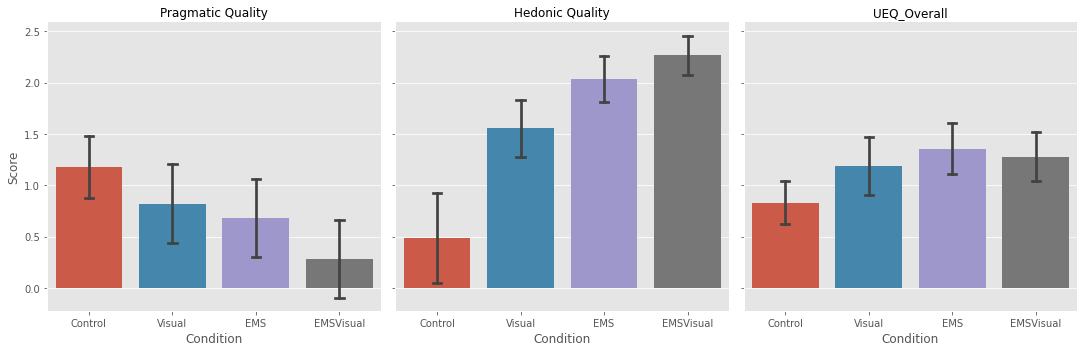 Pragmatic Quality
Hedonic Quality
UEQ_Overall
Score
2.5
2.0
1.5
1.0
0.5
0.0
Control Visual EMS EMSVisual
Condition
Control Visual EMS EMSVisual
Condition
Control Visual EMS EMSVisual
Condition